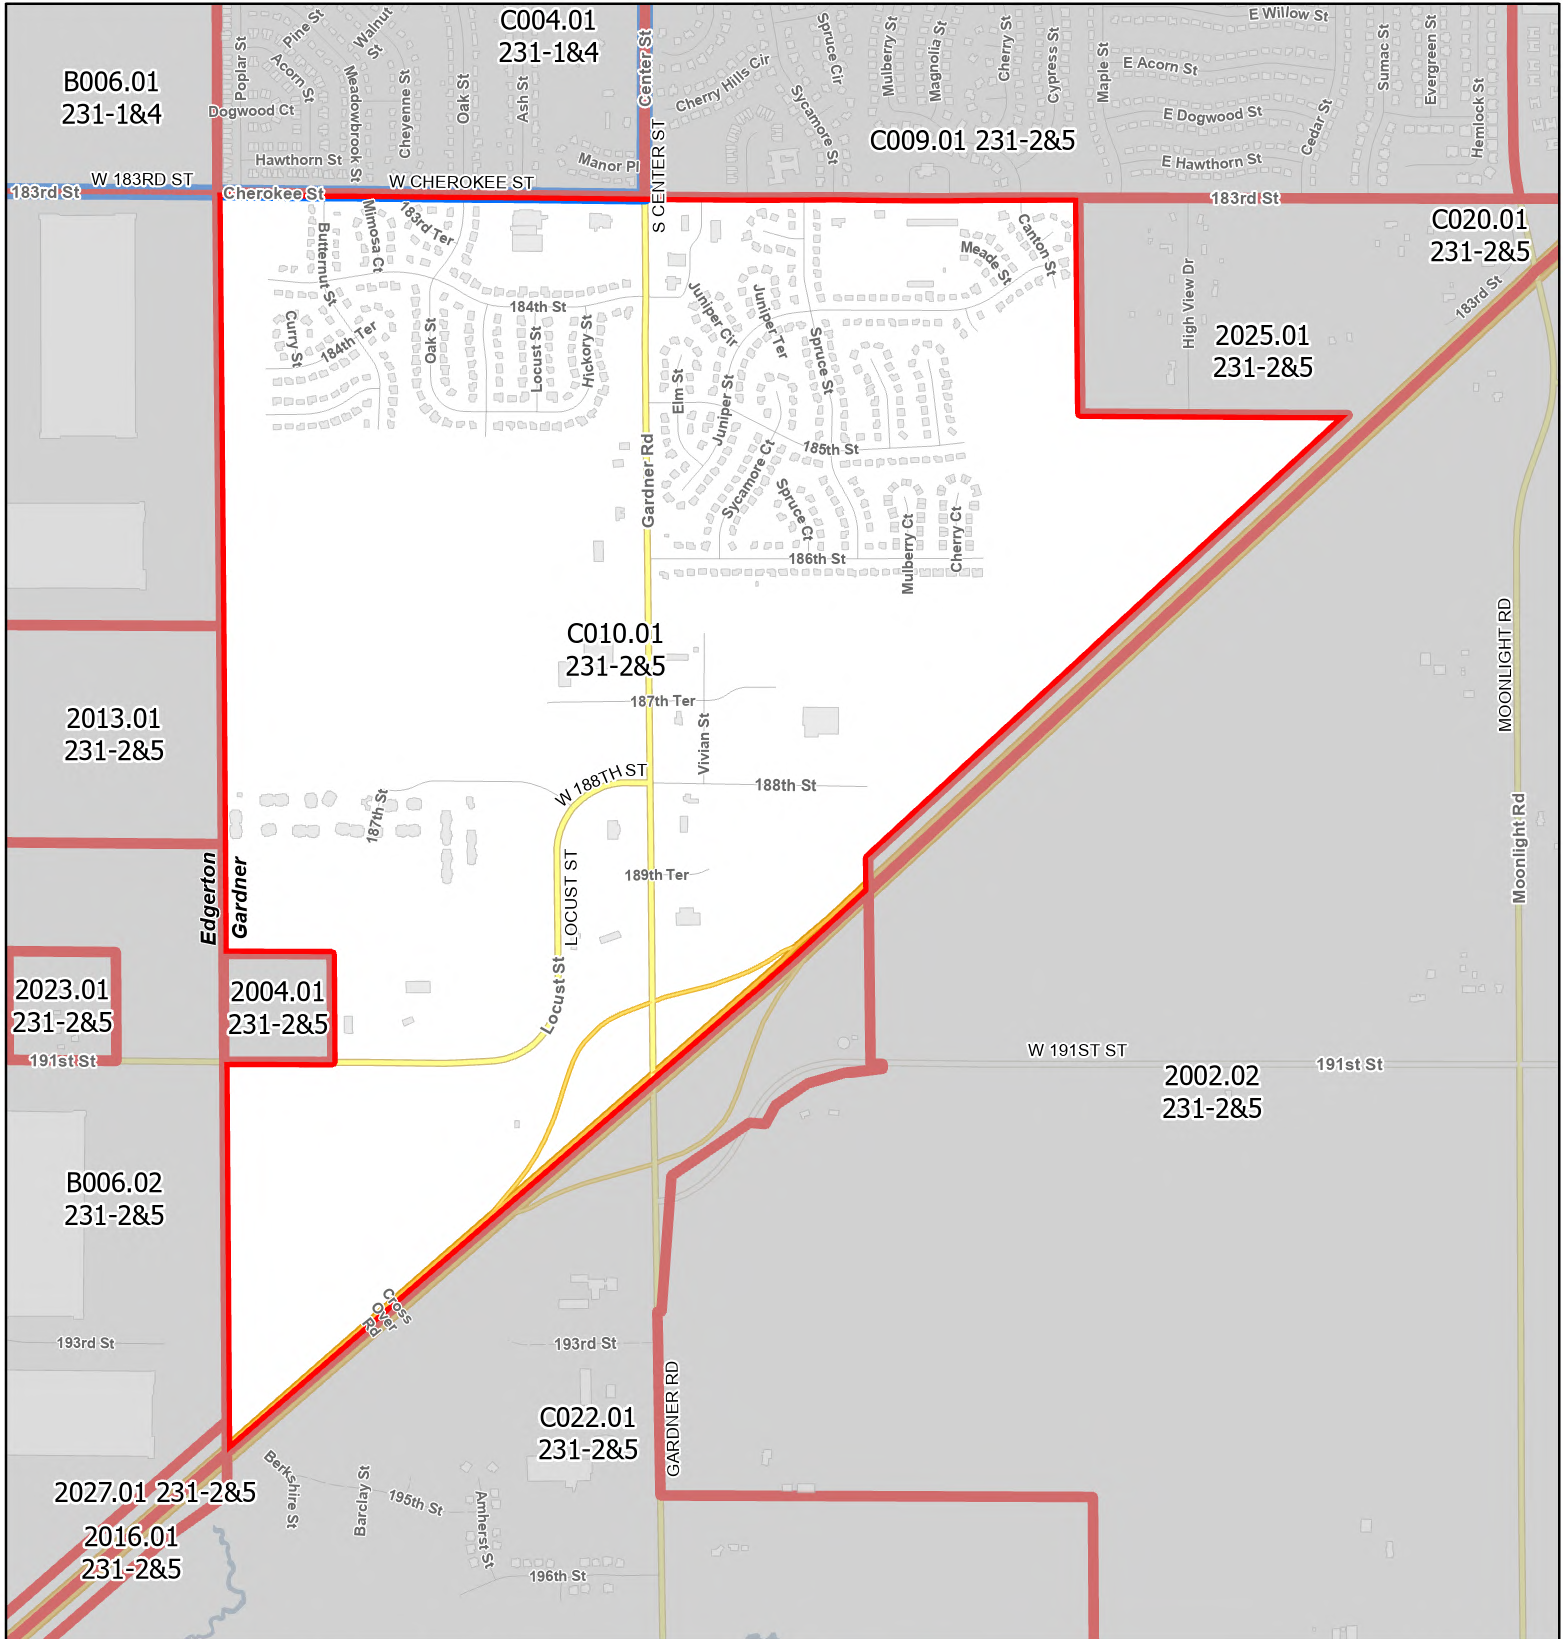 C004.01
231-1&4
B006.01
231-1&4
Poplar St
Pine St
Walnut
St
Acorn St
Meadowbrook St
Cheyenne St
Oak St
Ash St
Dogwood Ct
Hawthorn St
Manor Pl
Center St
S CENTER ST
Cherry Hills Cir
Spruce Cir
Sycamore St
Mulberry St
Magnolia St
Cherry St
Cypress St
Maple St
E Willow St
E Acorn St
E Dogwood St
E Hawthorn St
Cedar St
Sumac St
Evergreen St
Hemlock St
C009.01 231-2&5
183rd St
W 183RD ST
Cherokee St
W CHEROKEE ST
183rd St
C020.01
231-2&5
183rd St
High View Dr
2025.01
231-2&5
Butternut St
Mimosa Ct
183rd Ter
184th St
Curry St
184th Ter
Oak St
Locust St
Hickory St
Juniper Cir
Juniper Ter
Meade St
Canton St
Spruce St
Elm St
Juniper St
185th St
Sycamore Ct
Spruce Ct
Mulberry Ct
Cherry Ct
186th St
Gardner Rd
C010.01
231-2&5
187th Ter
Vivian St
W 188TH ST
188th St
187th St
189th Ter
LOCUST ST
Locust St
MOONLIGHT RD
Moonlight Rd
2013.01
231-2&5
Edgerton
Gardner
2023.01
231-2&5
2004.01
231-2&5
191st St
W 191ST ST
191st St
2002.02
231-2&5
B006.02
231-2&5
193rd St
Cross
Over
Rd
193rd St
C022.01
231-2&5
GARDNER RD
2027.01 231-2&5
2016.01
231-2&5
Berkshire St
Barclay St
195th St
Amherst St
196th St